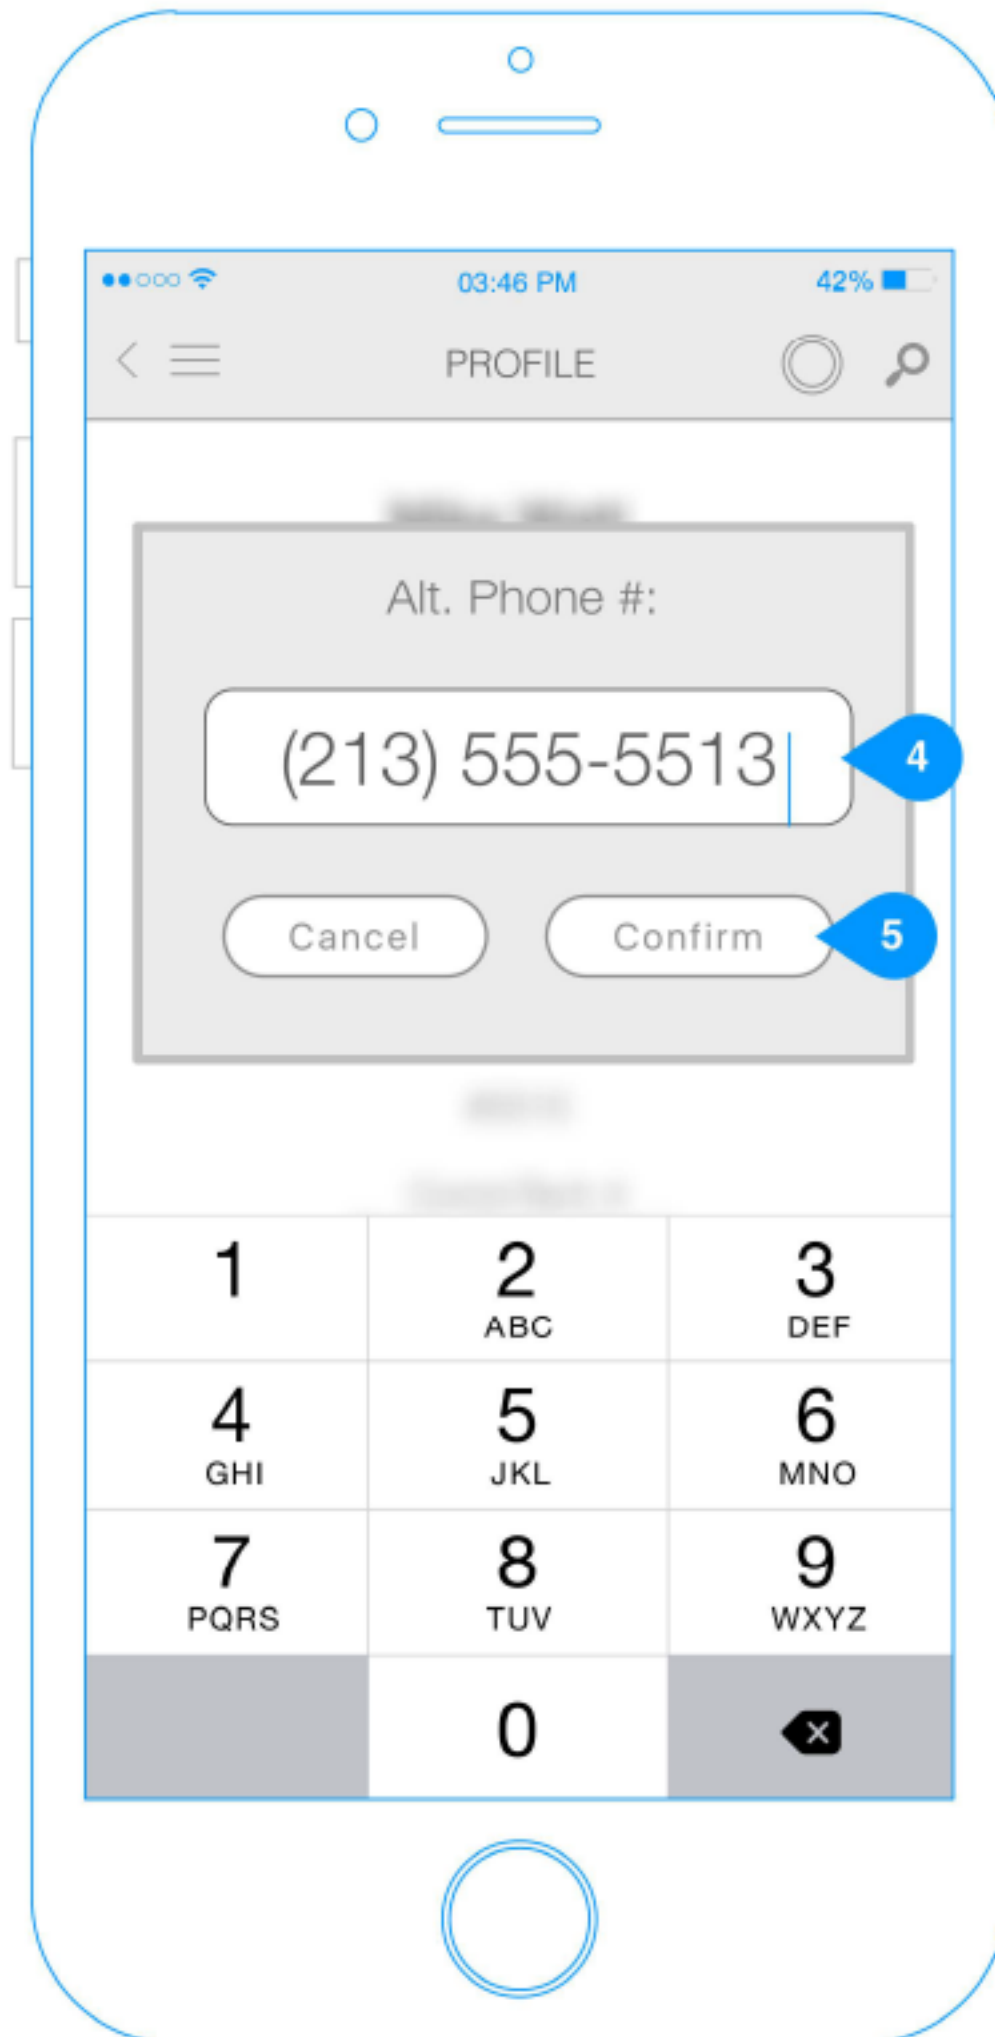 03:46 PM 42%
PROFILE
Alt. Phone #:
(213) 555-5513
4
Cancel Confirm
5
1 2 3
ABC DEF
4 5 6
GHI JKL MNO
7 8 9
PQRS TUV WXYZ
0